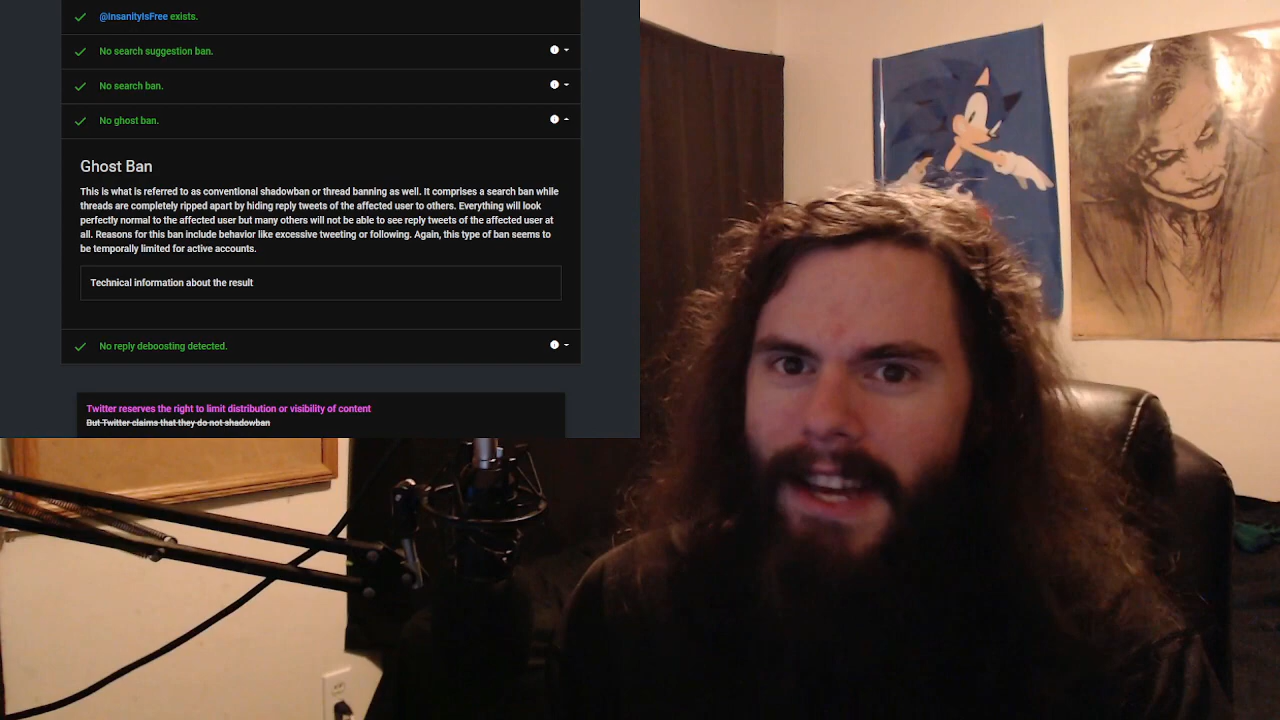 @InsanityIsFree exists.
No search suggestion ban.
No search ban.
No ghost ban.
Ghost Ban
This is what is referred to as conventional shadowban or thread banning as well. It comprises a search ban while
threads are completely ripped apart by hiding reply tweets of the affected user to others. Everything will look
perfectly normal to the affected user but many others will not be able to see reply tweets of the affected user at
all. Reasons for this ban include behavior like excessive tweeting or following. Again, this type of ban seems to
be temporally limited for active accounts.
Technical information about the result
No reply deboosting detected.
Twitter reserves the right to limit distribution or visibility of content
But Twitter claims that they do not shadowban